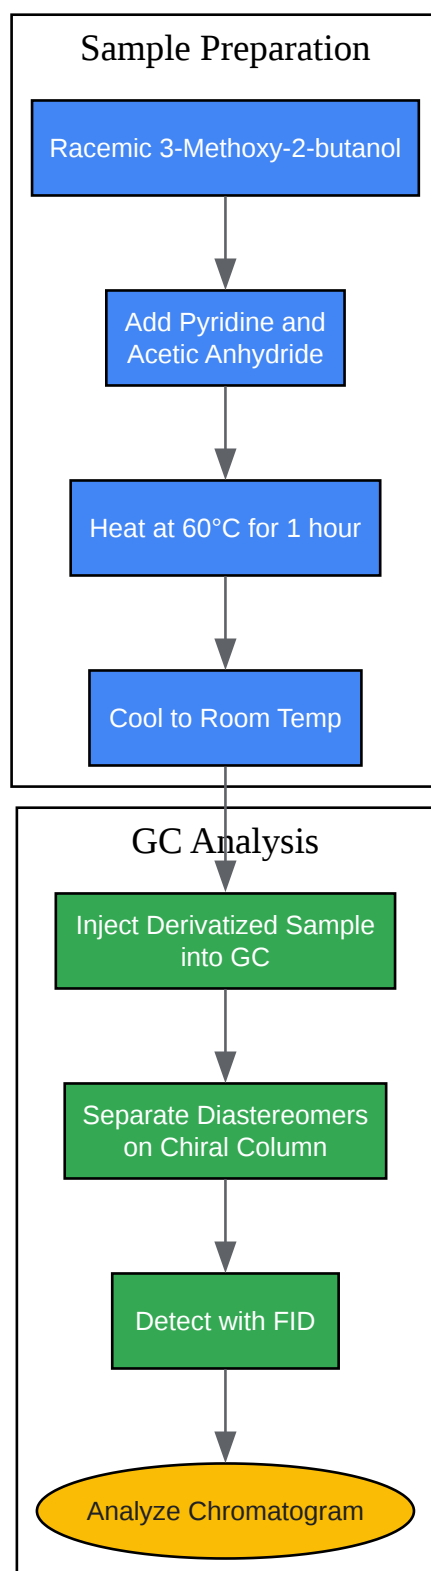 Sample Preparation
Racemic 3-Methoxy-2-butanol
Add Pyridine and
Acetic Anhydride
Heat at 60°C for 1 hour
Cool to Room Temp
GC Analysis
Inject Derivatized Sample
into GC
Separate Diastereomers
on Chiral Column
Detect with FID
Analyze Chromatogram